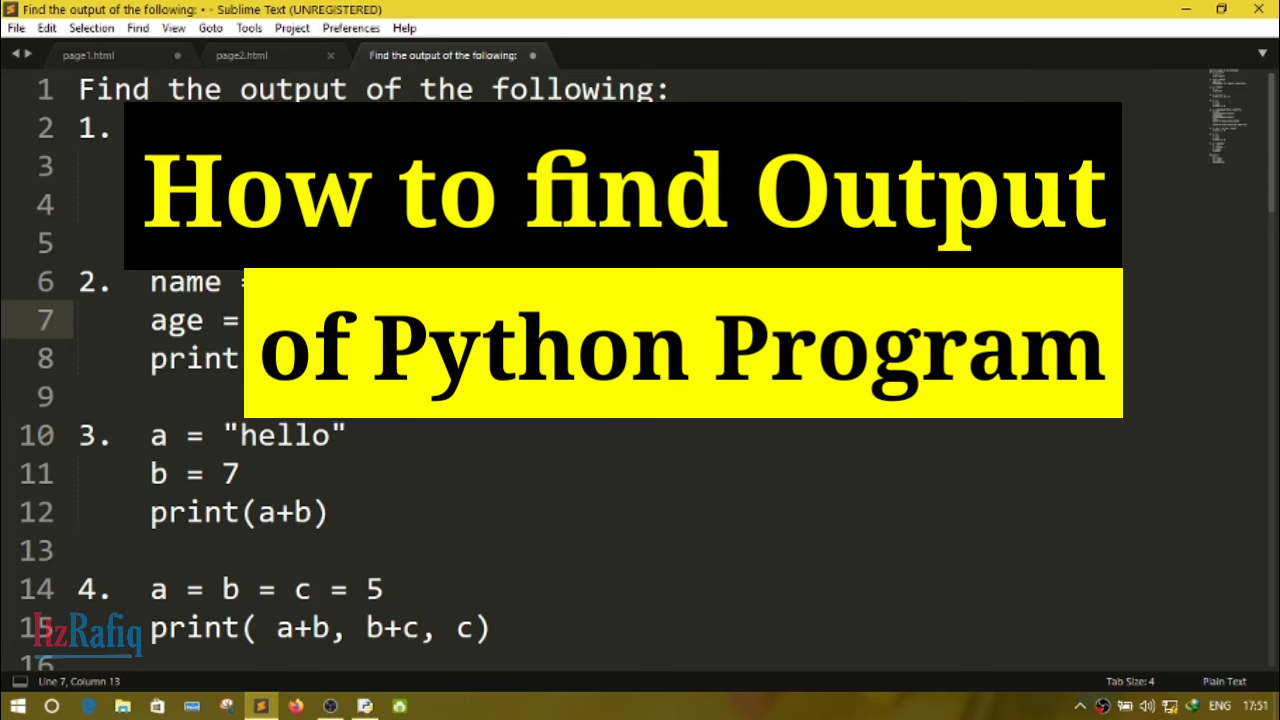 Find the output of the following: • - Sublime Text (UNREGISTERED)
File Edit Selection Find View Goto Tools Project Preferences Help
page1.html page2.html Find the output of the following:
1 Find the output of the following:
2 1.
3
4
5
6 2. name =
7 age =
8 print
9
10 3. a = "hello"
11 b = 7
12 print(a+b)
13
14 4. a = b = c = 5
15 print( a+b, b+c, c)
16
How to find Output
of Python Program
ItzRafiq
Line 7, Column 13 Tab Size: 4 Plain Text
ENG 17:51